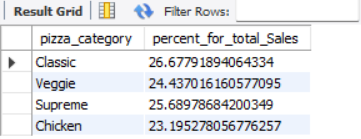 Result Grid Filter Rows:
pizza_category percent_for_total_Sales
Classic 26.67791894064334
Veggie 24.437016160577095
Supreme 25.68978684200349
Chicken 23.195278056776257